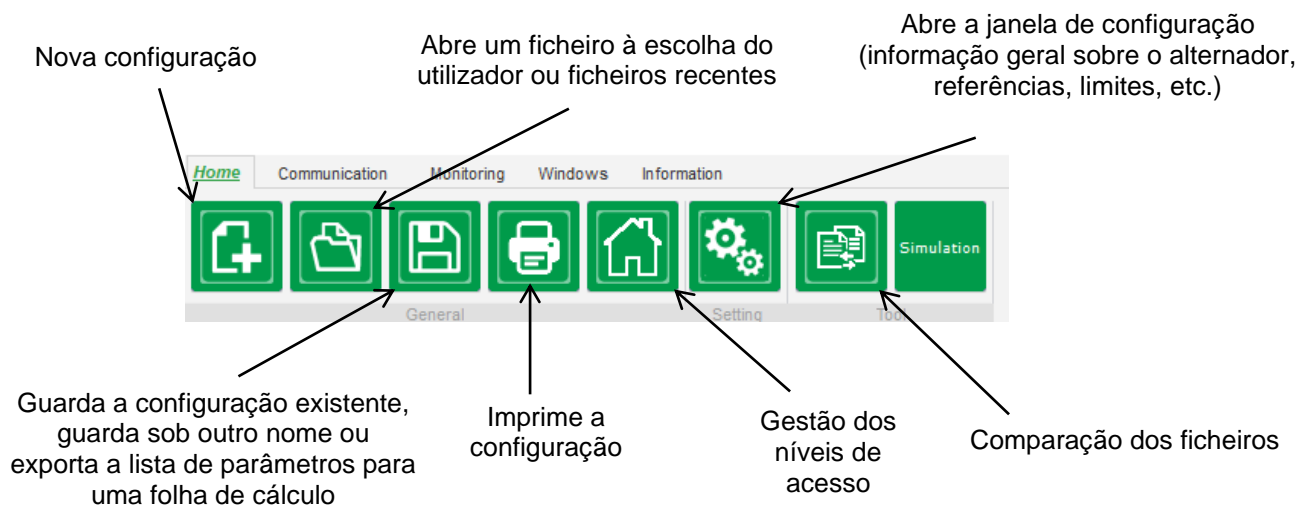 Nova configuração
Abre um ficheiro à escolha do
utilizador ou ficheiros recentes
Abre a janela de configuração
(informação geral sobre o alternador,
referências, limites, etc.)
Home Communication Monitoring Windows Information
Simulation
General Setting Tool
Guarda a configuração existente,
guarda sob outro nome ou
exporta a lista de parâmetros para
uma folha de cálculo
Imprime a
configuração
Gestão dos
níveis de
acesso
Comparação dos ficheiros